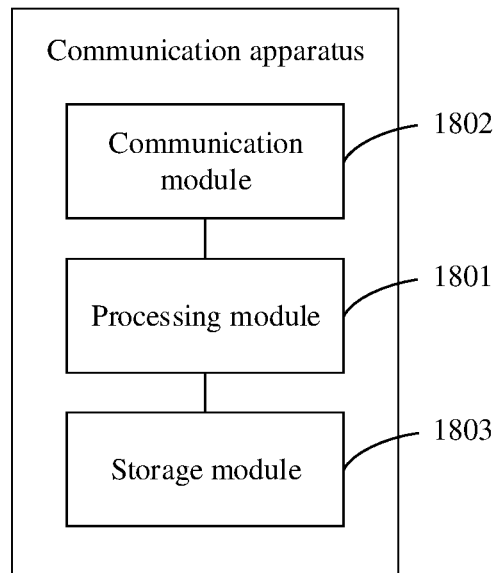 Communication apparatus
Communication
module
1802
Processing module
1801
Storage module
1803